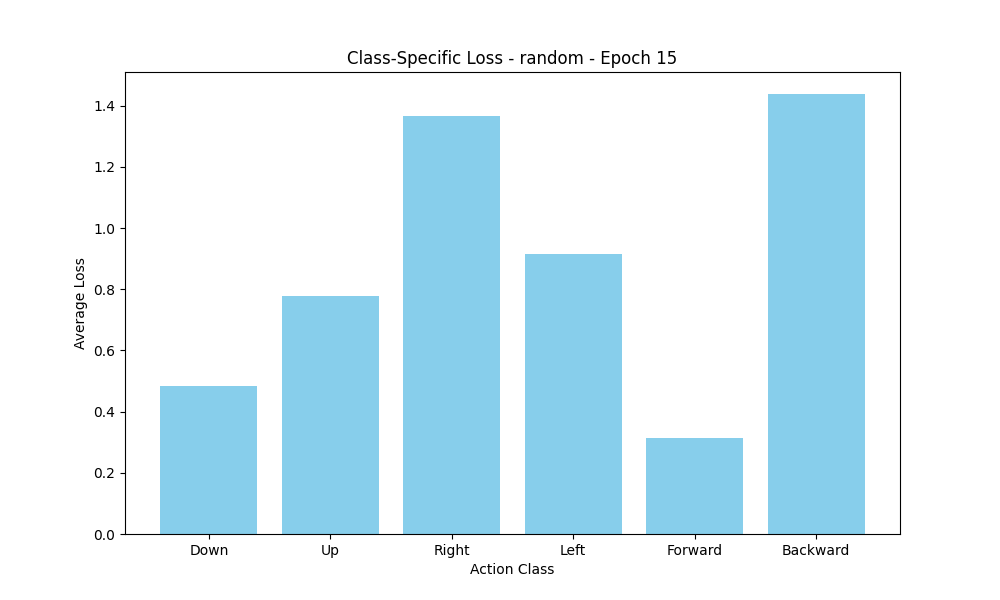 Class-Specific Loss - random - Epoch 15
Average Loss
1.4
1.2
1.0
0.8
0.6
0.4
0.2
0.0
Down Up Right Left Forward Backward
Action Class